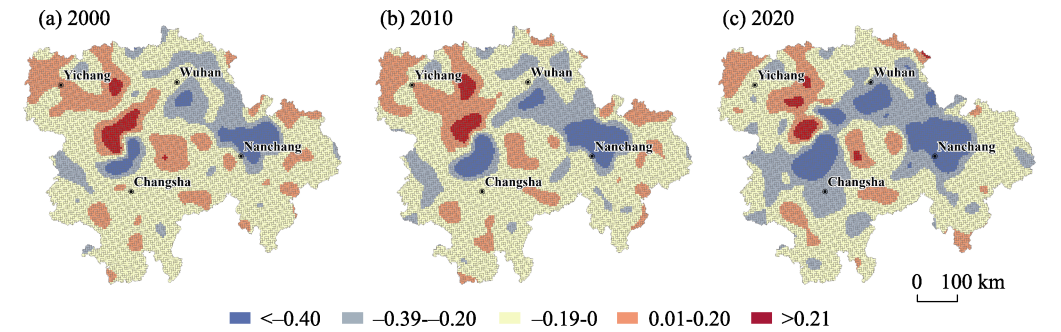 (a) 2000
(b) 2010
(c) 2020
Yichang
Wuhan
Nanchang
Changsha
Yichang
Wuhan
Nanchang
Changsha
Yichang
Wuhan
Nanchang
Changsha
0 100 km
<–0.40
–0.39-–0.20
–0.19-0
0.01-0.20
>0.21